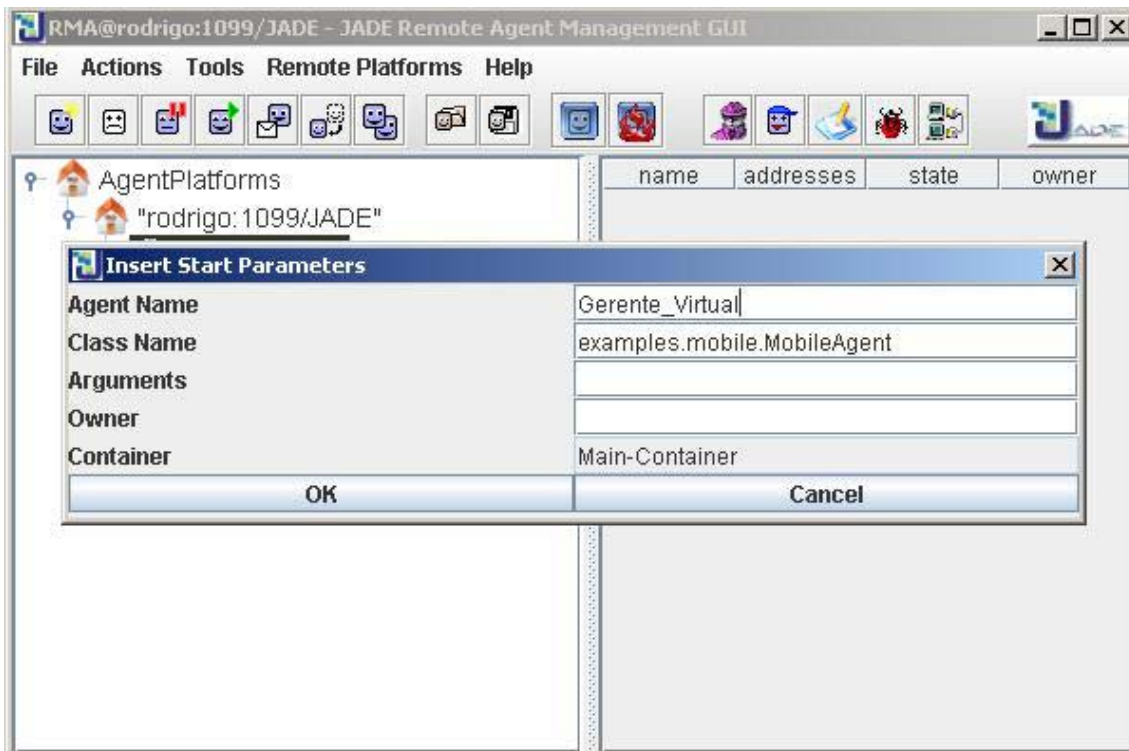 RMA@rodrigo:1099/JADE - JADE Remote Agent Management GUI
File Actions Tools Remote Platforms Help
JADE
AgentPlatforms
name addresses state owner
"rodrigo:1099/JADE"
Insert Start Parameters
Agent Name Gerente_Virtual
Class Name examples.mobile.MobileAgent
Arguments
Owner
Container Main-Container
OK Cancel